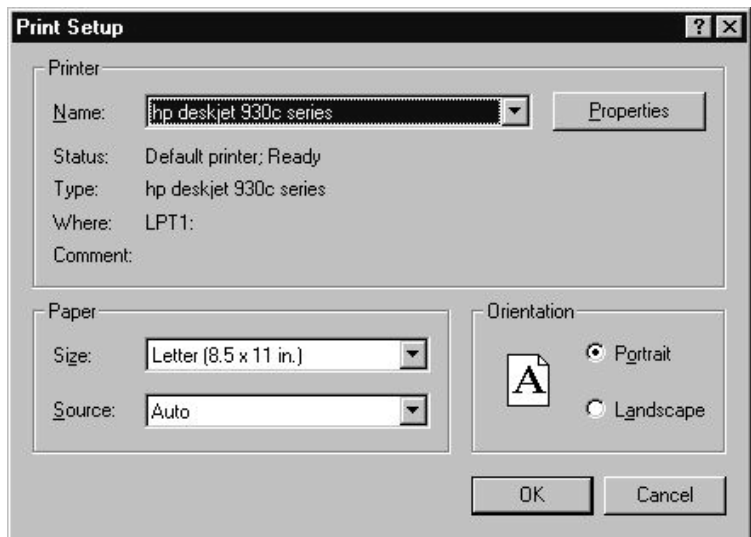 Print Setup
Printer
Name: hp deskjet 930c series Properties
Status: Default printer; Ready
Type: hp deskjet 930c series
Where: LPT1:
Comment:
Paper
Size: Letter (8.5 x 11 in.)
Source: Auto
Orientation
A
Portrait
Landscape
OK Cancel